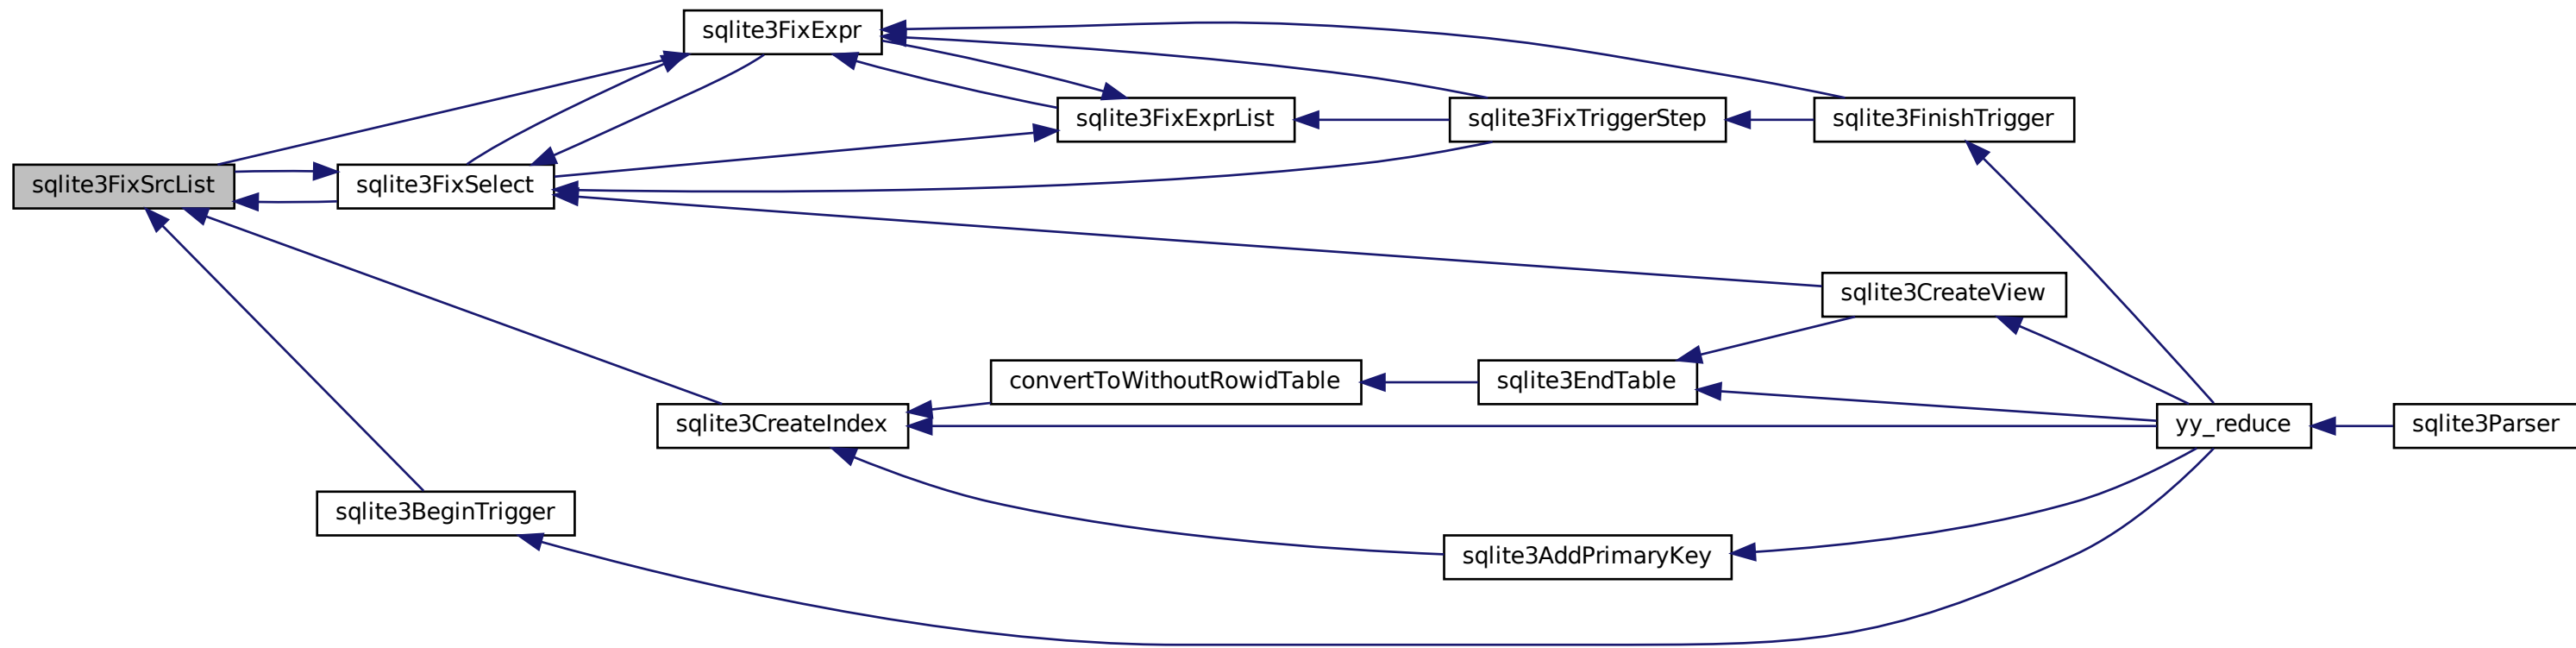 sqlite3FixExpr
sqlite3FixExprList
sqlite3FixTriggerStep
sqlite3FinishTrigger
sqlite3FixSrcList
sqlite3FixSelect
sqlite3CreateView
convertToWithoutRowidTable
sqlite3EndTable
sqlite3CreateIndex
yy_reduce
sqlite3Parser
sqlite3BeginTrigger
sqlite3AddPrimaryKey